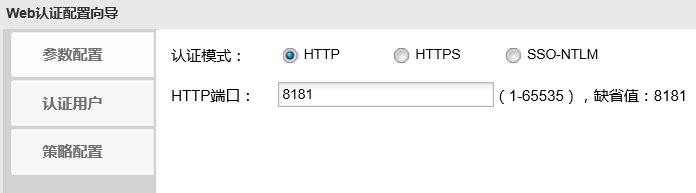 Web认证配置向导
参数配置
认证模式： HTTP HTTPS SSO-NTLM
认证用户
HTTP端口： 8181 （1-65535），缺省值：8181
策略配置